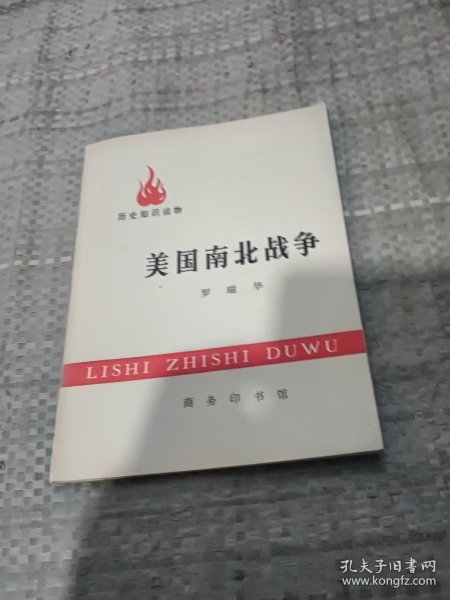 历史知识读物
美国南北战争
罗瑞华
LISHI ZHISHI DUWU
商务印书馆
孔夫子旧书网
www.kongfz.com